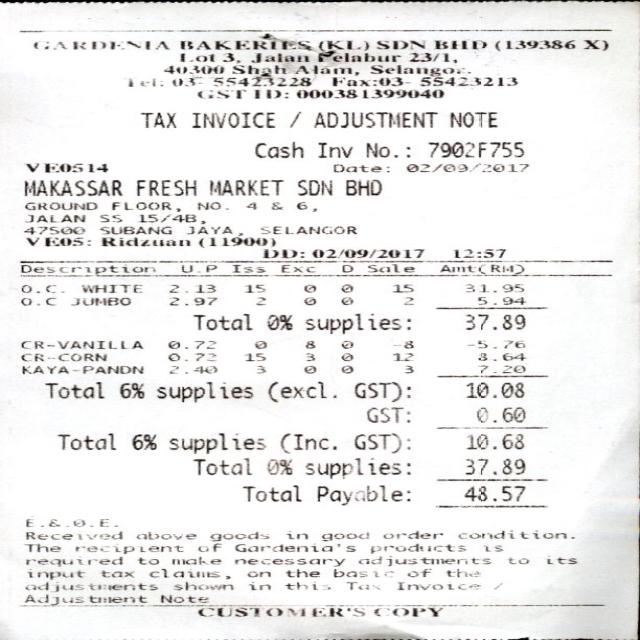 GARDENIA BAKERIES (KL) SDN BHD (139386 X)
Lot 3, Jalan Pelabur 23/1,
40300 Shah Alam, Selangor.
Tel: 03- 55423228 Fax:03- 55423213
GST ID: 000381399040
TAX INVOICE / ADJUSTMENT NOTE
Cash Inv No.: 7902F755
VE0514 Date: 02/09/2017
MAKASSAR FRESH MARKET SDN BHD
GROUND FLOOR, NO. 4 & 6,
JALAN SS 15/4B,
47500 SUBANG JAYA, SELANGOR
VE05: Ridzuan (11900)
DD: 02/09/2017 12:57
Description U.P Iss Exc D Sale Amt(RM)
O.C. WHITE 2.13 15 0 0 15 31.95
O.C JUMBO 2.97 2 0 0 2 5.94
Total 0% supplies: 37.89
CR-VANILLA 0.72 0 8 0 -8 -5.76
CR-CORN 0.72 15 3 0 12 8.64
KAYA-PANDN 2.40 3 0 0 3 7.20
Total 6% supplies (excl. GST): 10.08
GST: 0.60
Total 6% supplies (Inc. GST): 10.68
Total 0% supplies: 37.89
Total Payable: 48.57
E.&.O.E.
Received above goods in good order condition.
The recipient of Gardenia's products is
required to make necessary adjustments to its
input tax claims, on the basic of the
adjustments shown in this Tax Invoice /
Adjustment Note
CUSTOMER'S COPY